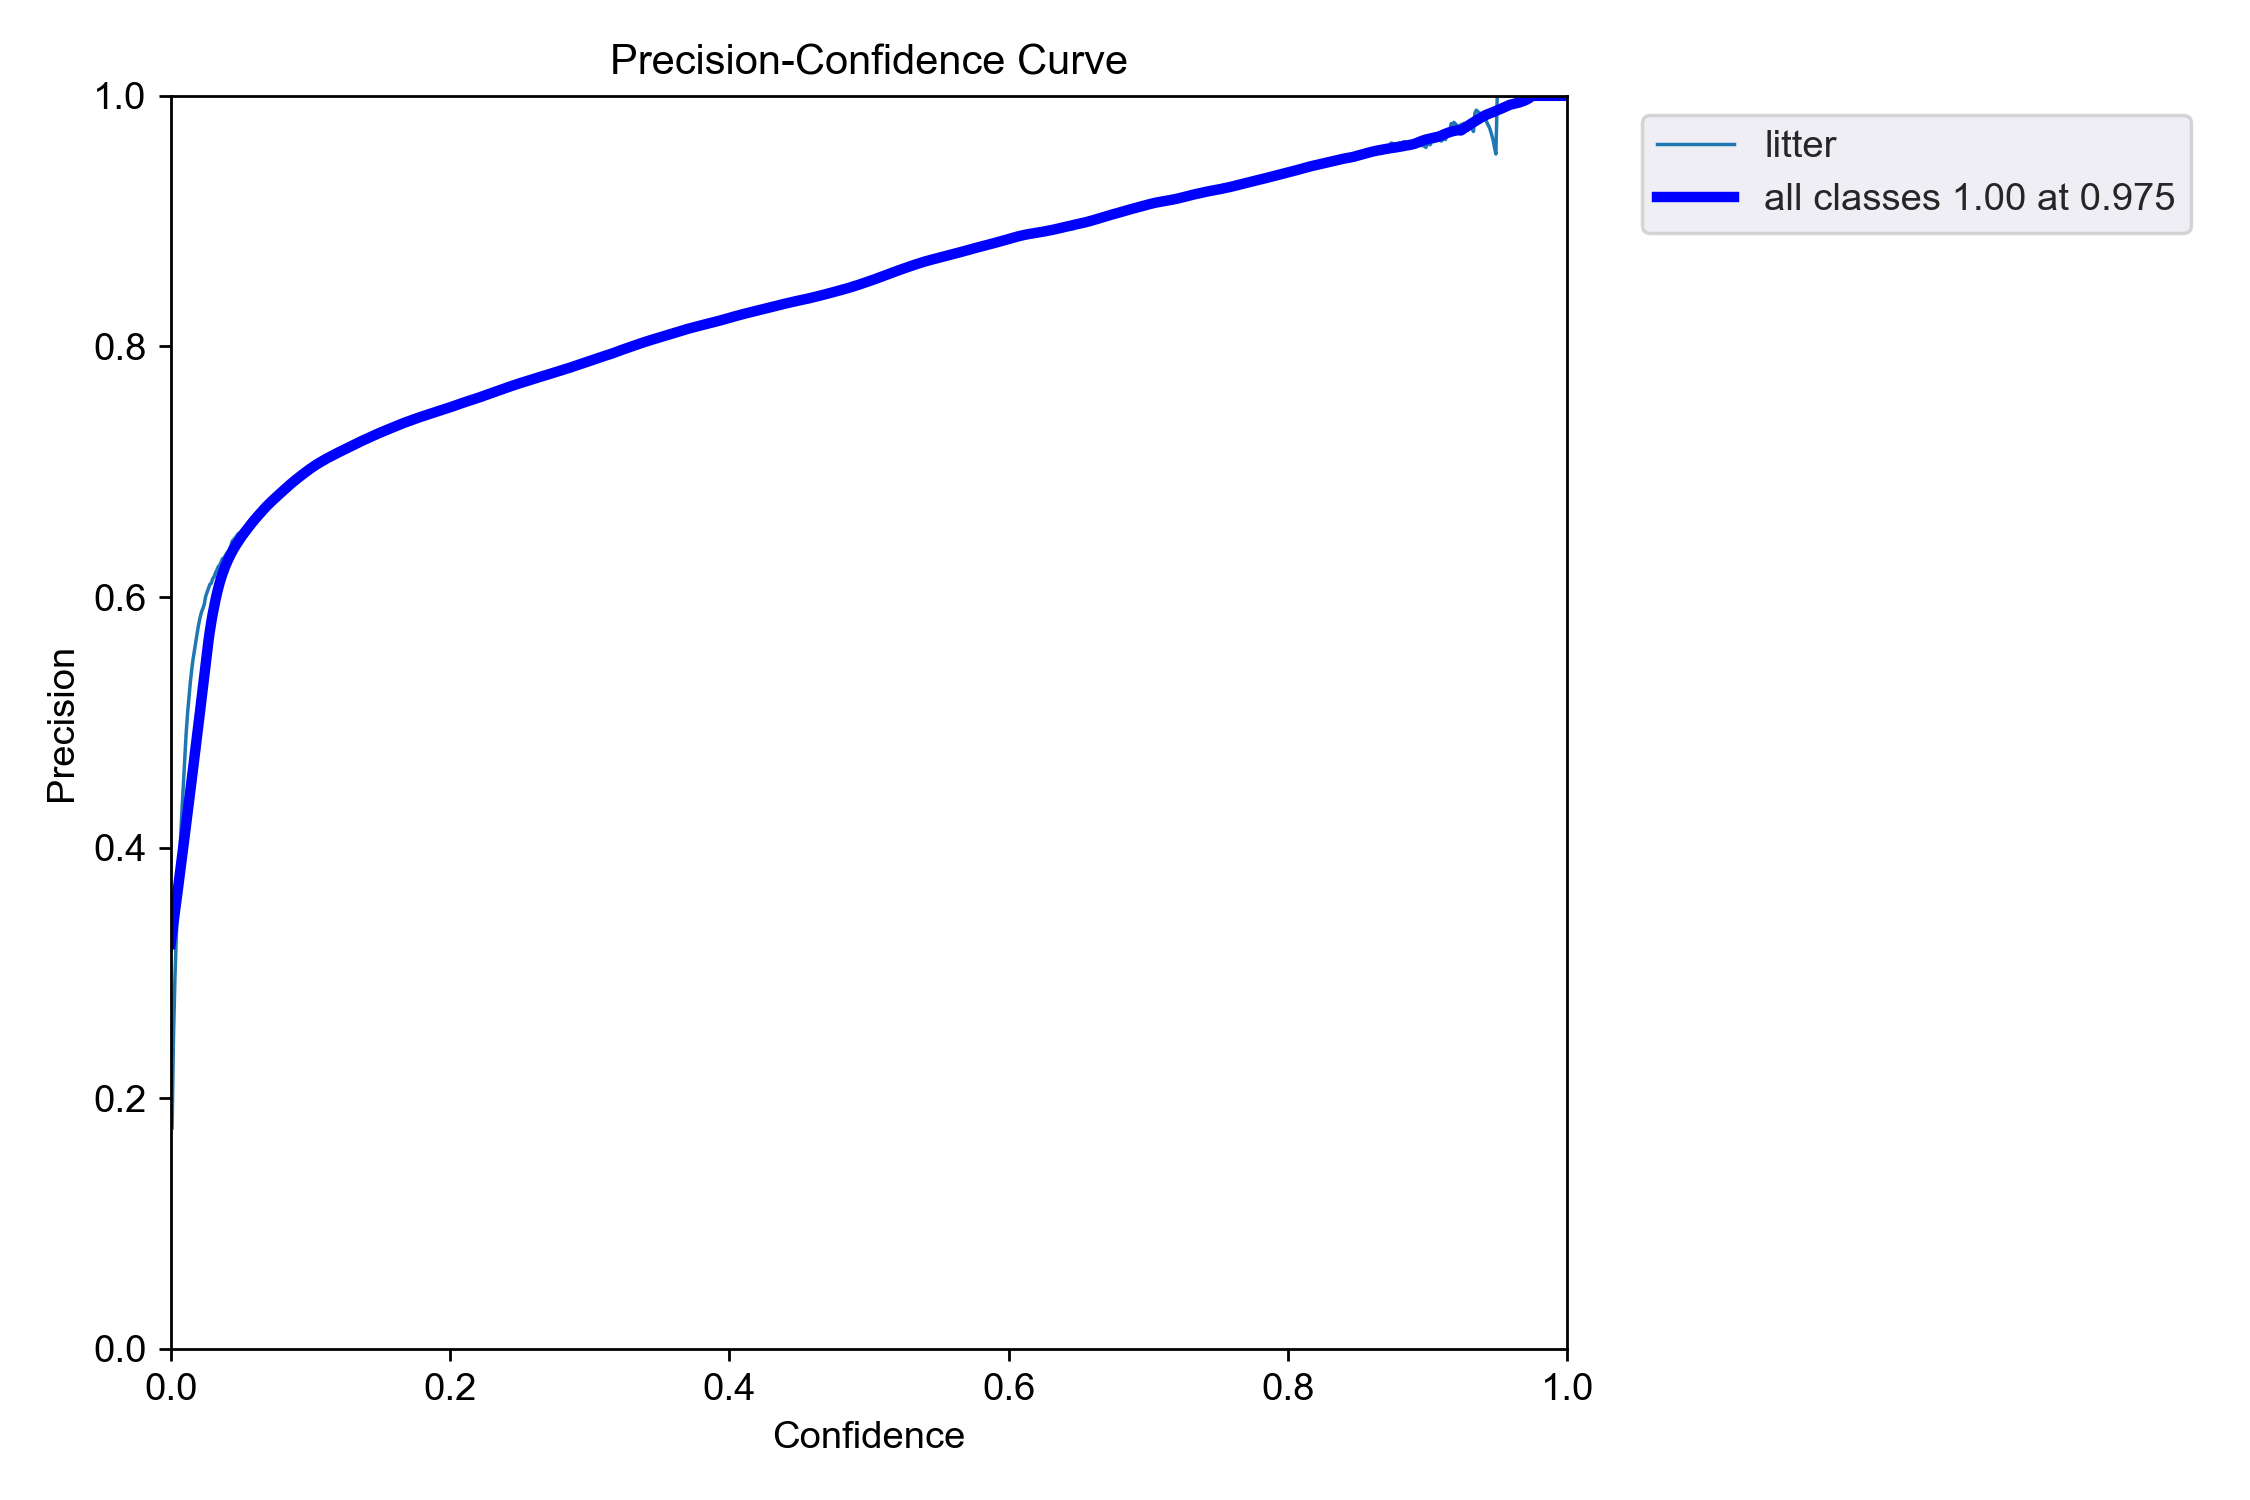 Precision-Confidence Curve
1.0
0.8
0.6
0.4
0.2
0.0
Precision
0.0 0.2 0.4 0.6 0.8 1.0
Confidence
litter
all classes 1.00 at 0.975